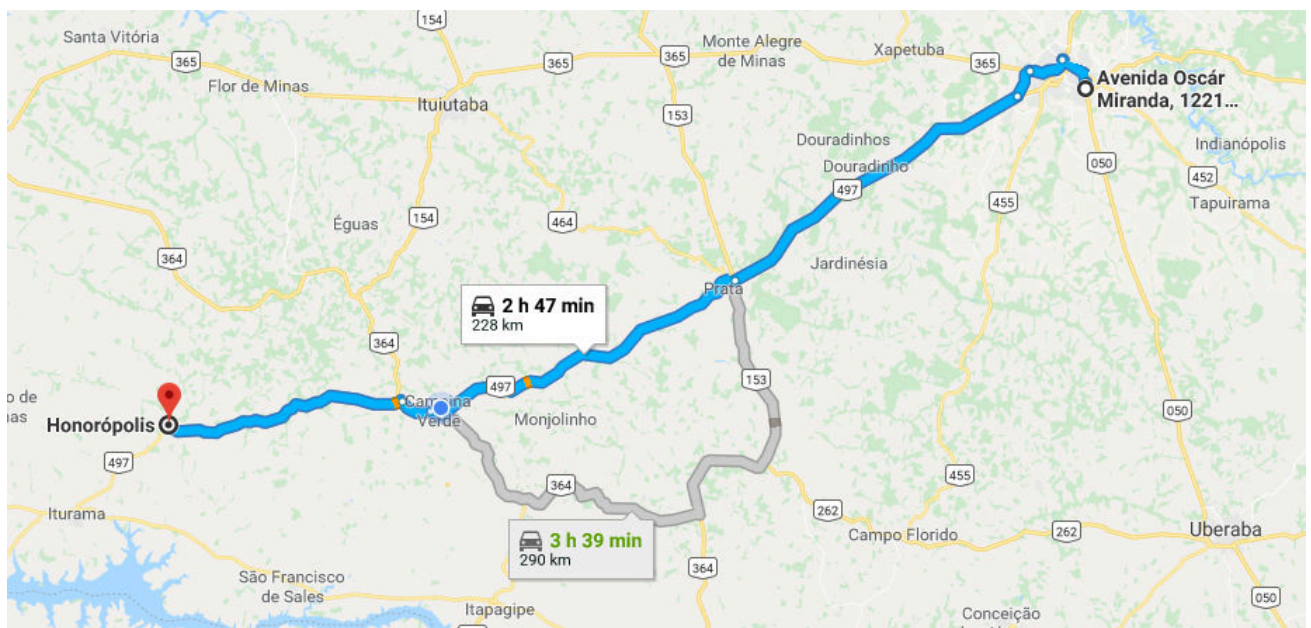 154
Santa Vitória
365
Monte Alegre
de Minas
365
Xapetuba
365
365
Flor de Minas
Avenida Oscár
Miranda, 1221...
Ituiutaba
153
Douradinhos
Indianópolis
Douradinho
050
452
497
455
Tapuirama
154
Éguas
464
364
Jardinésia
Prata
2 h 47 min
228 km
364
153
497
Campina
Verde
Monjolinho
050
Honorópolis
497
455
364
Iturama
262
262
Campo Florido
Uberaba
3 h 39 min
290 km
364
São Francisco
de Sales
050
Itapagipe
Conceição